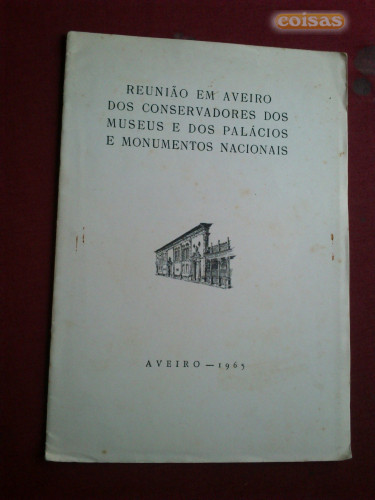 coisas
REUNIÃO EM AVEIRO
DOS CONSERVADORES DOS
MUSEUS E DOS PALÁCIOS
E MONUMENTOS NACIONAIS
AVEIRO — 1965